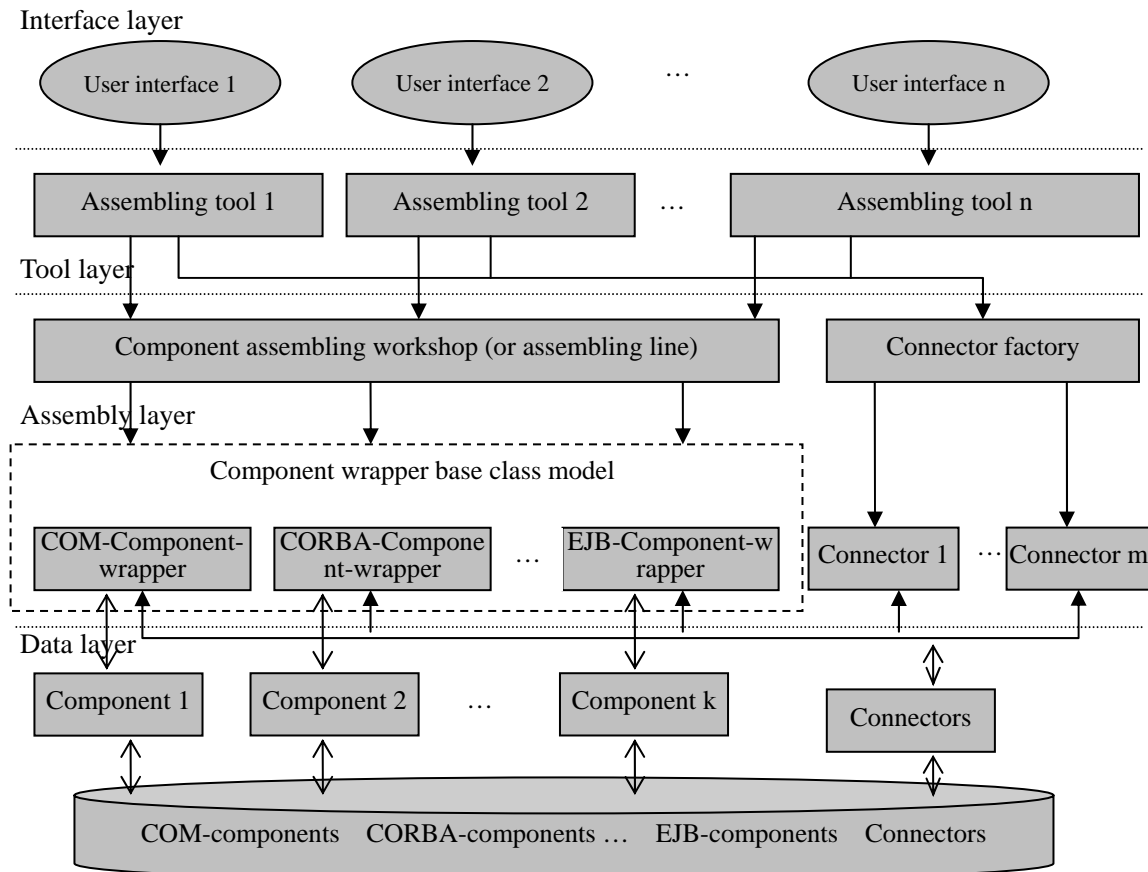 Interface layer
User interface 1
User interface 2
…
User interface n
Assembling tool 1
Assembling tool 2
…
Assembling tool n
Tool layer
Component assembling workshop (or assembling line)
Connector factory
Assembly layer
Component wrapper base class model
COM-Component-
wrapper
CORBA-Compone
nt-wrapper
…
EJB-Component-w
rapper
Connector 1
…
Connector m
Data layer
Component 1
Component 2
…
Component k
Connectors
COM-components CORBA-components … EJB-components Connectors